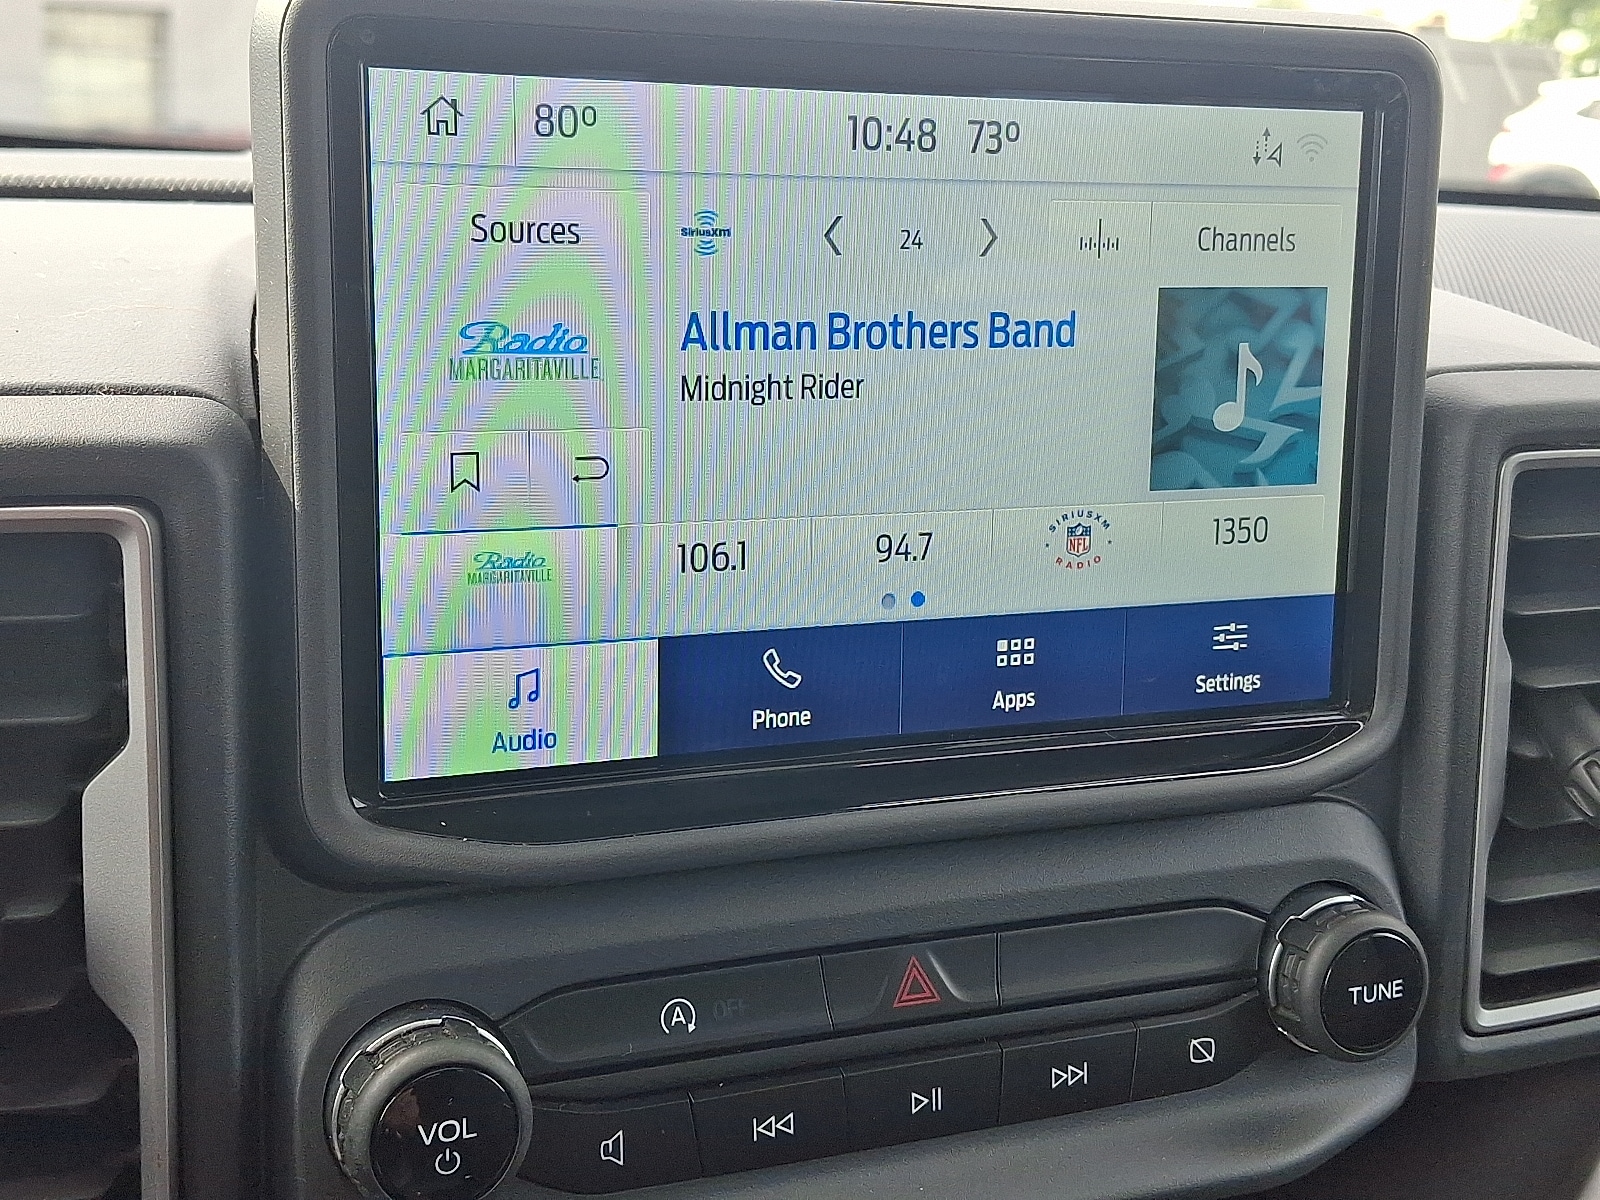 80°
10:48 73°
Sources
SiriusXm
24
Channels
Radio
MARGARITAVILLE
Allman Brothers Band
Midnight Rider
Radio
MARGARITAVILLE
106.1
94.7
SIRIUSXM
NFL
RADIO
1350
Audio
Phone
Apps
Settings
A OFF
TUNE
VOL